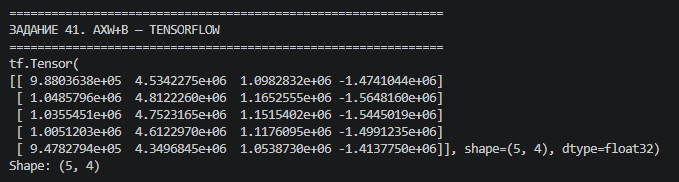 ==============================================================
ЗАДАНИЕ 41. AXW+B — TENSORFLOW
==============================================================
tf.Tensor(
[[ 9.8803638e+05  4.5342275e+06  1.0982832e+06 -1.4741044e+06]
 [ 1.0485796e+06  4.8122260e+06  1.1652555e+06 -1.5648160e+06]
 [ 1.0355451e+06  4.7523165e+06  1.1515402e+06 -1.5445019e+06]
 [ 1.0051203e+06  4.6122970e+06  1.1176095e+06 -1.4991235e+06]
 [ 9.4782794e+05  4.3496845e+06  1.0538730e+06 -1.4137750e+06]], shape=(5, 4), dtype=float32)
Shape: (5, 4)